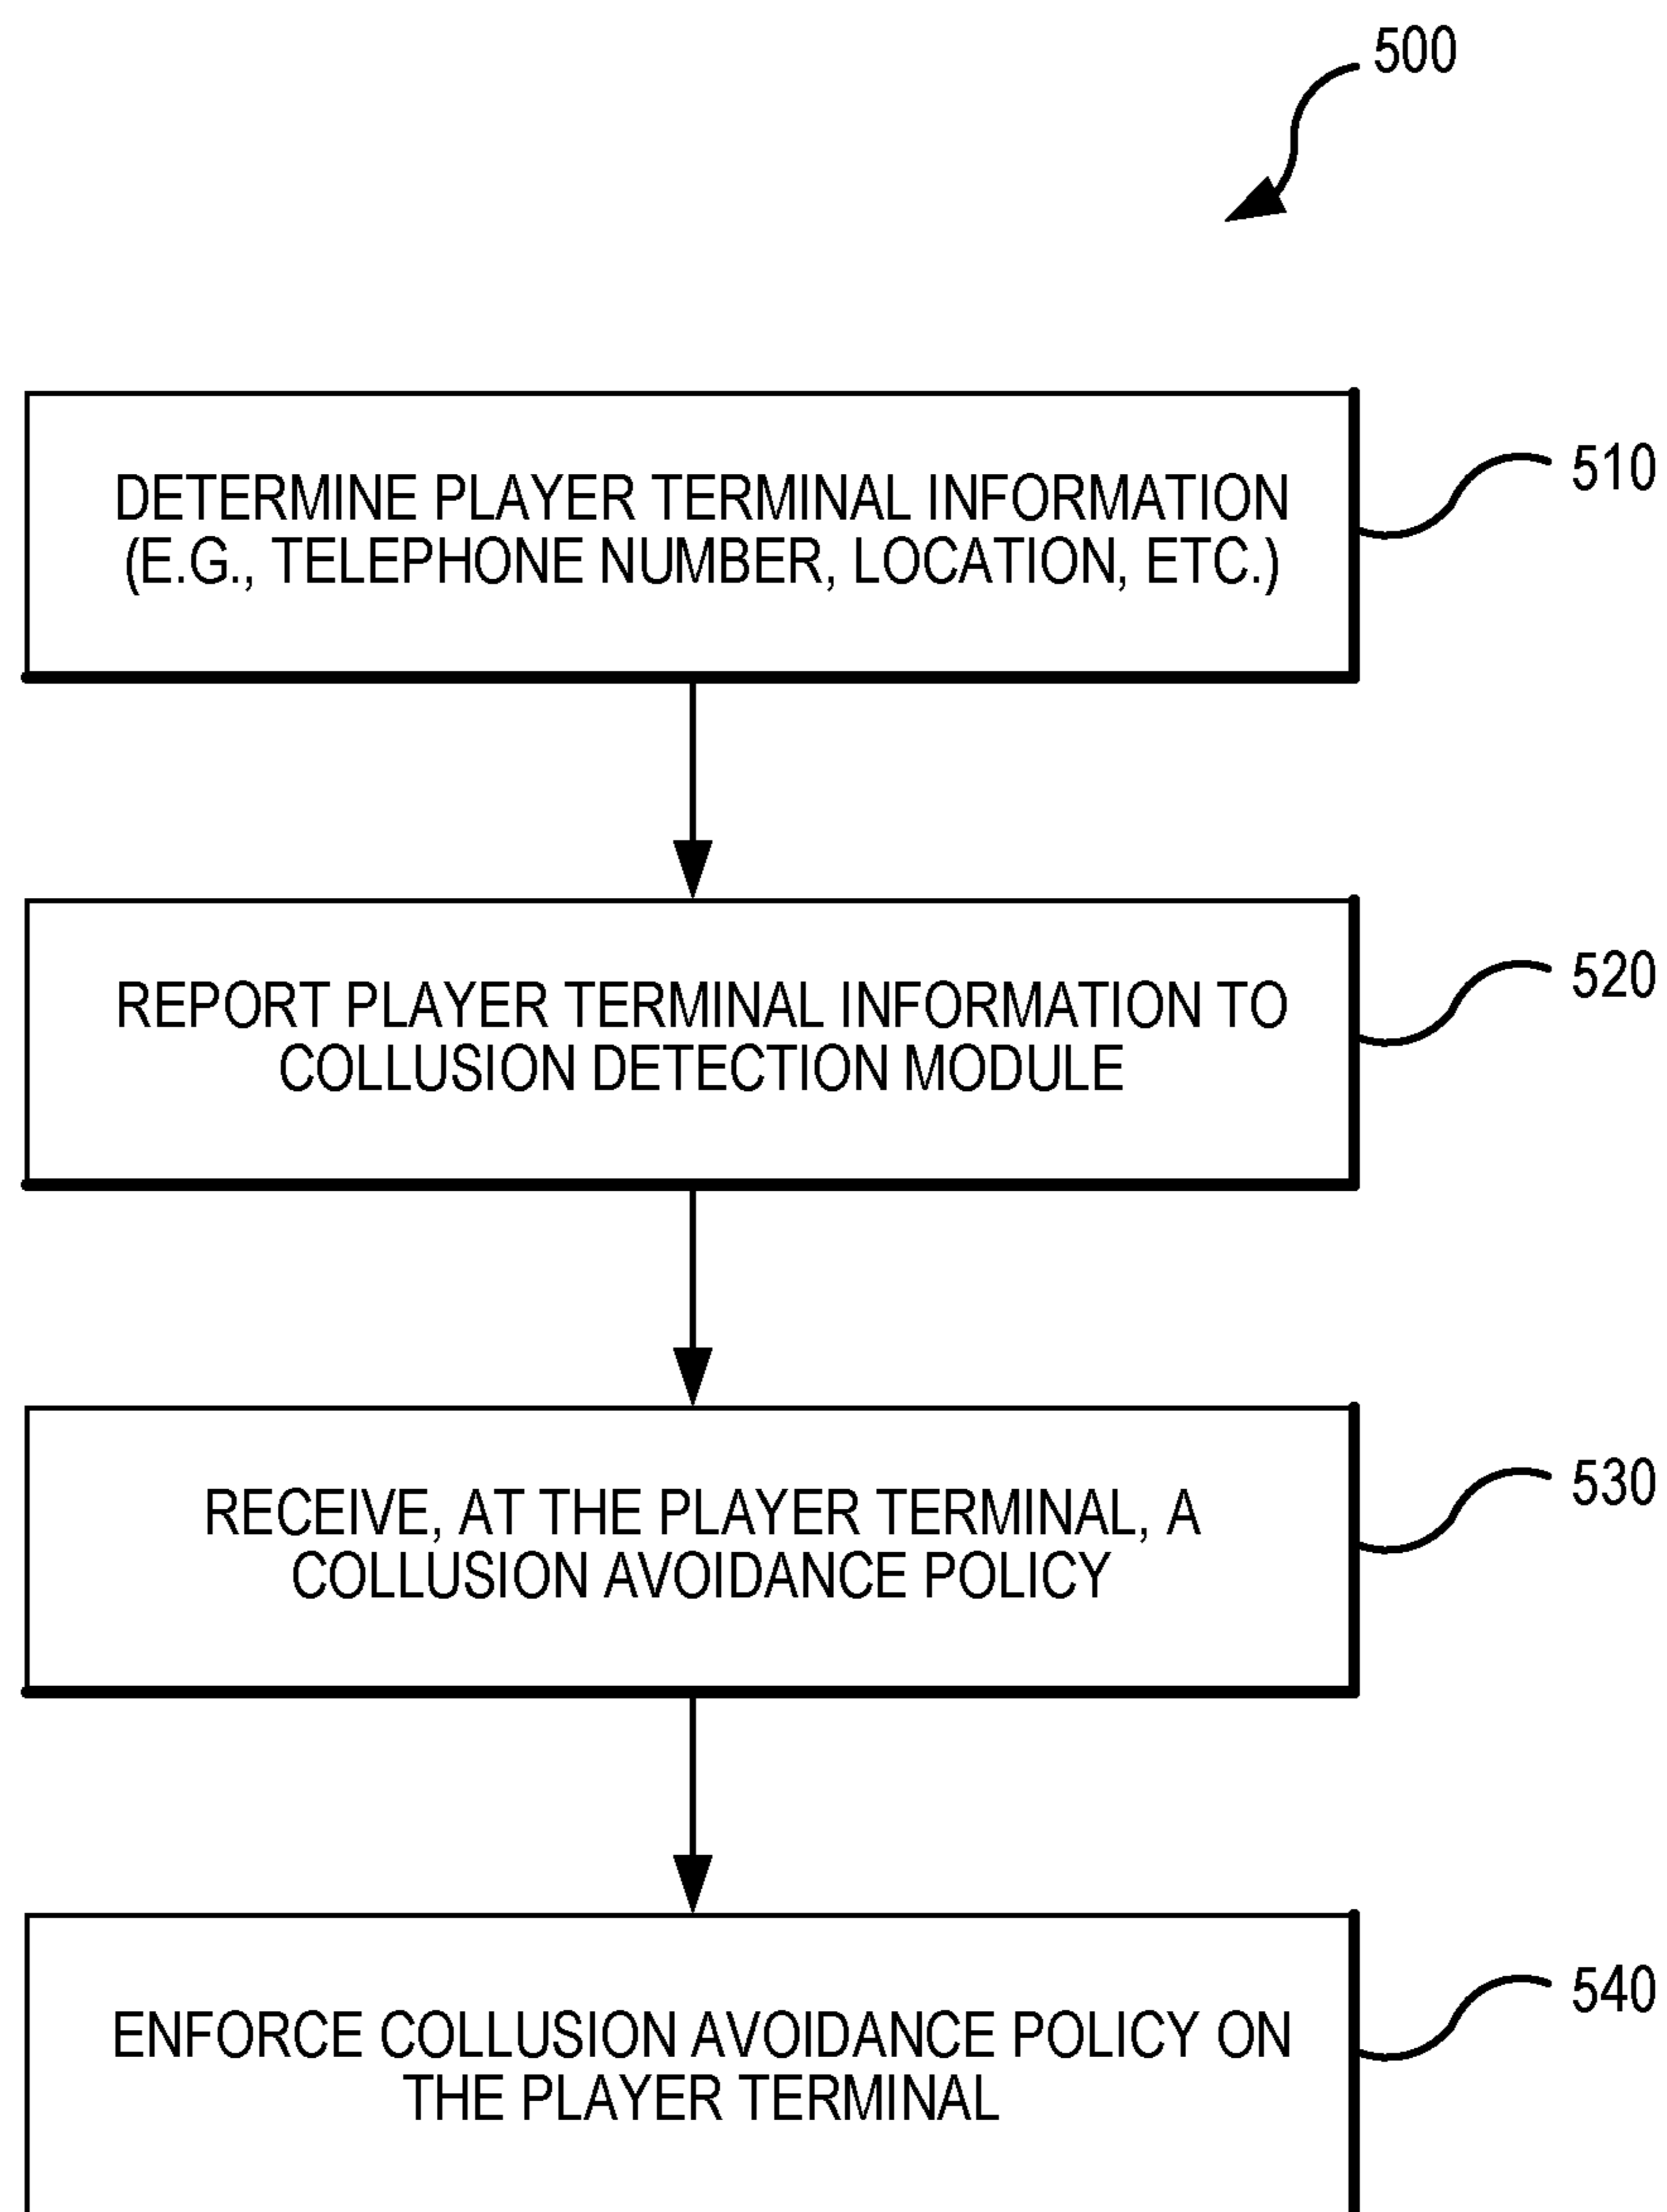 500
DETERMINE PLAYER TERMINAL INFORMATION
(E.G., TELEPHONE NUMBER, LOCATION, ETC.)
510
REPORT PLAYER TERMINAL INFORMATION TO
COLLUSION DETECTION MODULE
520
RECEIVE, AT THE PLAYER TERMINAL, A
COLLUSION AVOIDANCE POLICY
530
ENFORCE COLLUSION AVOIDANCE POLICY ON
THE PLAYER TERMINAL
540